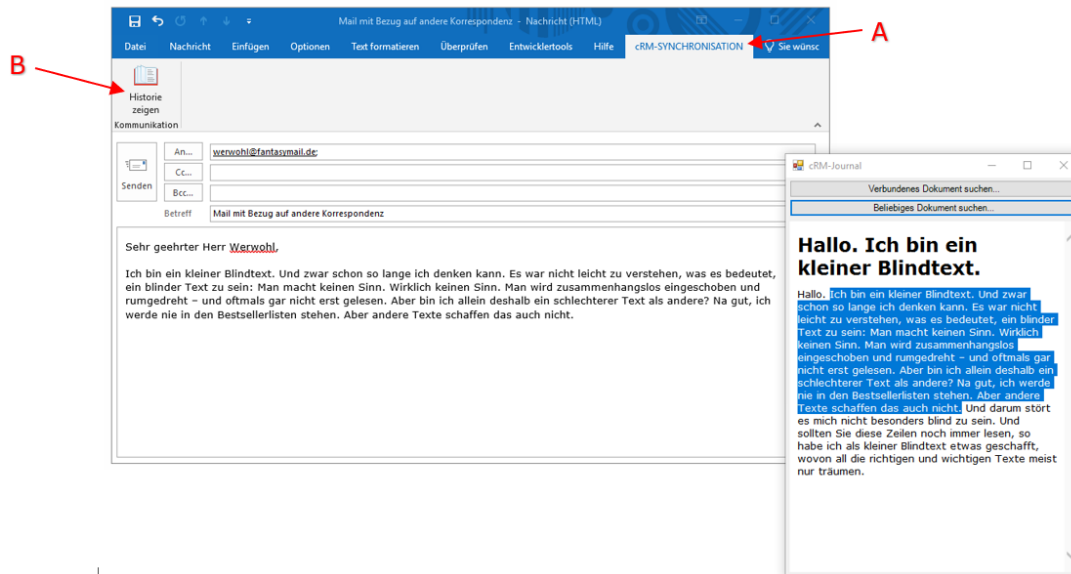 Mail mit Bezug auf andere Korrespondenz - Nachricht (HTML)
A
Datei Nachricht Einfügen Optionen Text formatieren Überprüfen Entwicklertools Hilfe cRM-SYNCHRONISATION Sie wünsc
B
Historie
zeigen
Kommunikation
An... werwohl@fantasymail.de;
Cc...
Senden
Bcc...
Betreff Mail mit Bezug auf andere Korrespondenz
Sehr geehrter Herr Werwohl,
Ich bin ein kleiner Blindtext. Und zwar schon so lange ich denken kann. Es war nicht leicht zu verstehen, was es bedeutet,
ein blinder Text zu sein: Man macht keinen Sinn. Wirklich keinen Sinn. Man wird zusammenhangslos eingeschoben und
rumgedreht – und oftmals gar nicht erst gelesen. Aber bin ich allein deshalb ein schlechterer Text als andere? Na gut, ich
werde nie in den Bestsellerlisten stehen. Aber andere Texte schaffen das auch nicht.
cRM-Journal
Verbundenes Dokument suchen...
Beliebiges Dokument suchen...
Hallo. Ich bin ein
kleiner Blindtext.
Hallo. Ich bin ein kleiner Blindtext. Und zwar
schon so lange ich denken kann. Es war nicht
leicht zu verstehen, was es bedeutet, ein blinder
Text zu sein: Man macht keinen Sinn. Wirklich
keinen Sinn. Man wird zusammenhangslos
eingeschoben und rumgedreht – und oftmals gar
nicht erst gelesen. Aber bin ich allein deshalb ein
schlechterer Text als andere? Na gut, ich werde
nie in den Bestsellerlisten stehen. Aber andere
Texte schaffen das auch nicht. Und darum stört
es mich nicht besonders blind zu sein. Und
sollten Sie diese Zeilen noch immer lesen, so
habe ich als kleiner Blindtext etwas geschafft,
wovon all die richtigen und wichtigen Texte meist
nur träumen.